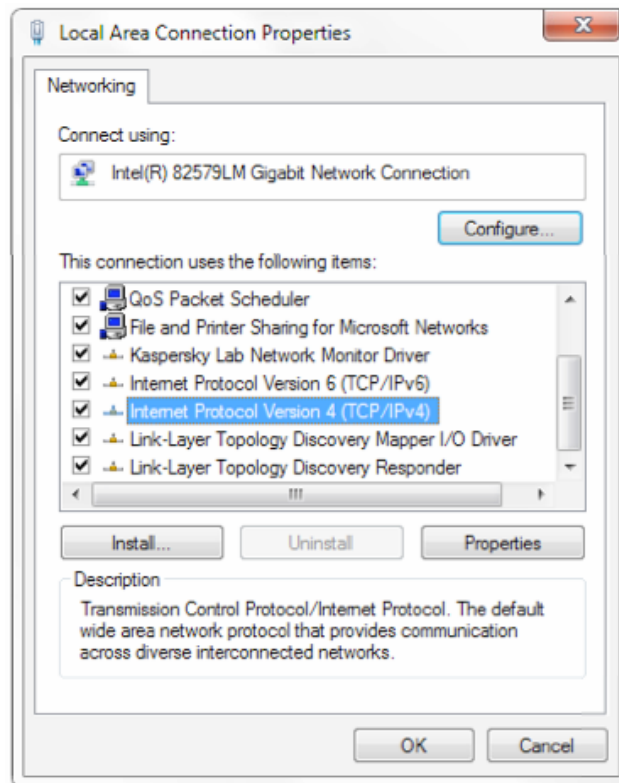 Local Area Connection Properties
Networking
Connect using:
Intel(R) 82579LM Gigabit Network Connection
Configure...
This connection uses the following items:
QoS Packet Scheduler
File and Printer Sharing for Microsoft Networks
Kaspersky Lab Network Monitor Driver
Internet Protocol Version 6 (TCP/IPv6)
Internet Protocol Version 4 (TCP/IPv4)
Link-Layer Topology Discovery Mapper I/O Driver
Link-Layer Topology Discovery Responder
Install... Uninstall Properties
Description
Transmission Control Protocol/Internet Protocol. The default
wide area network protocol that provides communication
across diverse interconnected networks.
OK Cancel